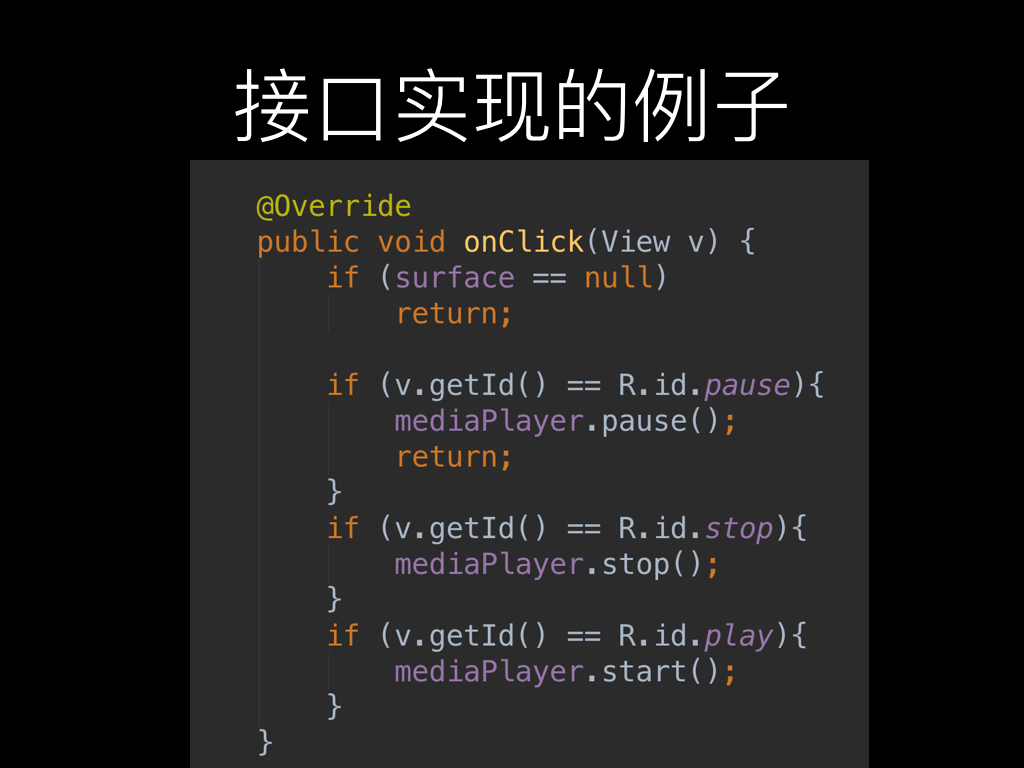 接口实现的例子
@Override
public void onClick(View v) {
    if (surface == null)
        return;

    if (v.getId() == R.id.pause){
        mediaPlayer.pause();
        return;
    }
    if (v.getId() == R.id.stop){
        mediaPlayer.stop();
    }
    if (v.getId() == R.id.play){
        mediaPlayer.start();
    }
}